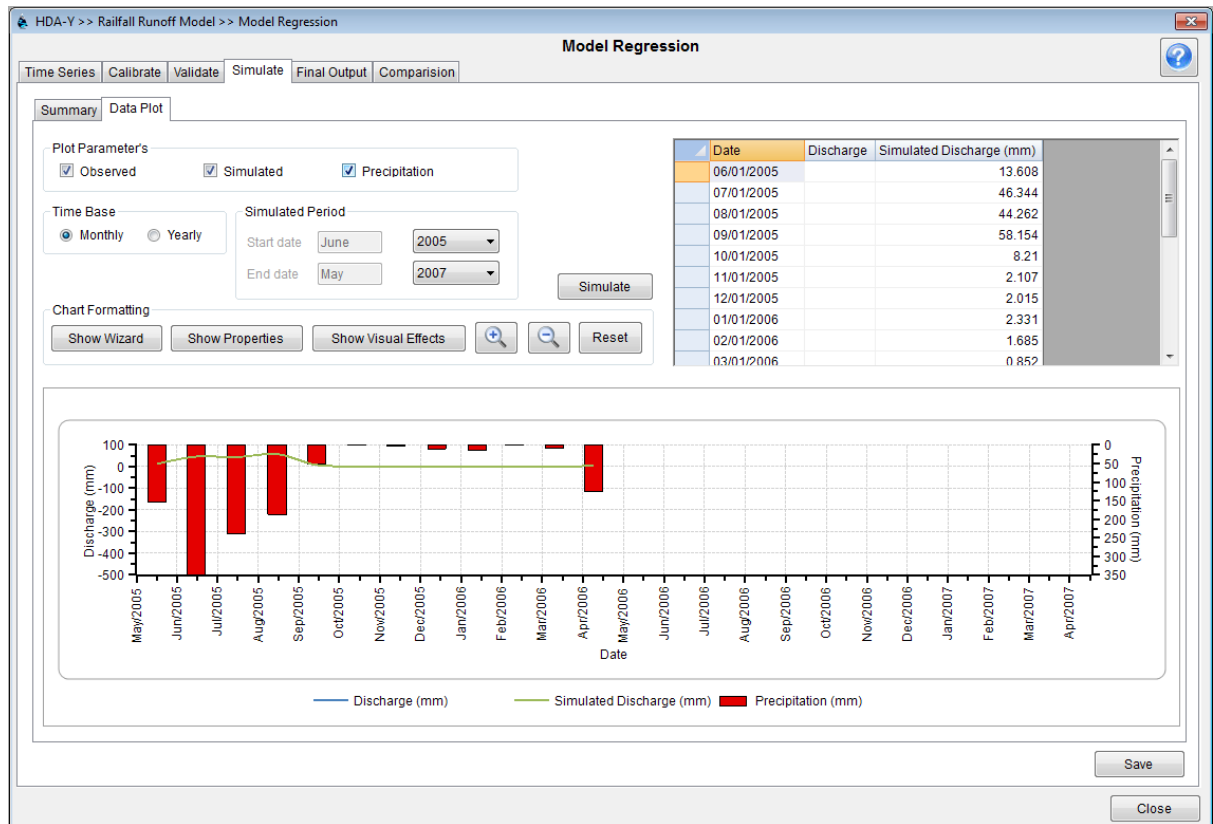 HDA-Y >> Railfall Runoff Model >> Model Regression
Model Regression
Time Series Calibrate Validate Simulate Final Output Comparision
Summary Data Plot
Plot Parameter's
Observed Simulated Precipitation
Time Base
Monthly Yearly
Simulated Period
Start date June 2005
End date May 2007
Simulate
Chart Formatting
Show Wizard Show Properties Show Visual Effects Reset
Date Discharge Simulated Discharge (mm)
06/01/2005 13.608
07/01/2005 46.344
08/01/2005 44.262
09/01/2005 58.154
10/01/2005 8.21
11/01/2005 2.107
12/01/2005 2.015
01/01/2006 2.331
02/01/2006 1.685
03/01/2006 0.852
Discharge (mm)
100
0
-100
-200
-300
-400
-500
0
50
100
150
200
250
300
350
Precipitation (mm)
May/2005 Jun/2005 Jul/2005 Aug/2005 Sep/2005 Oct/2005 Nov/2005 Dec/2005 Jan/2006 Feb/2006 Mar/2006 Apr/2006 May/2006 Jun/2006 Jul/2006 Aug/2006 Sep/2006 Oct/2006 Nov/2006 Dec/2006 Jan/2007 Feb/2007 Mar/2007 Apr/2007
Date
Discharge (mm) Simulated Discharge (mm) Precipitation (mm)
Save
Close